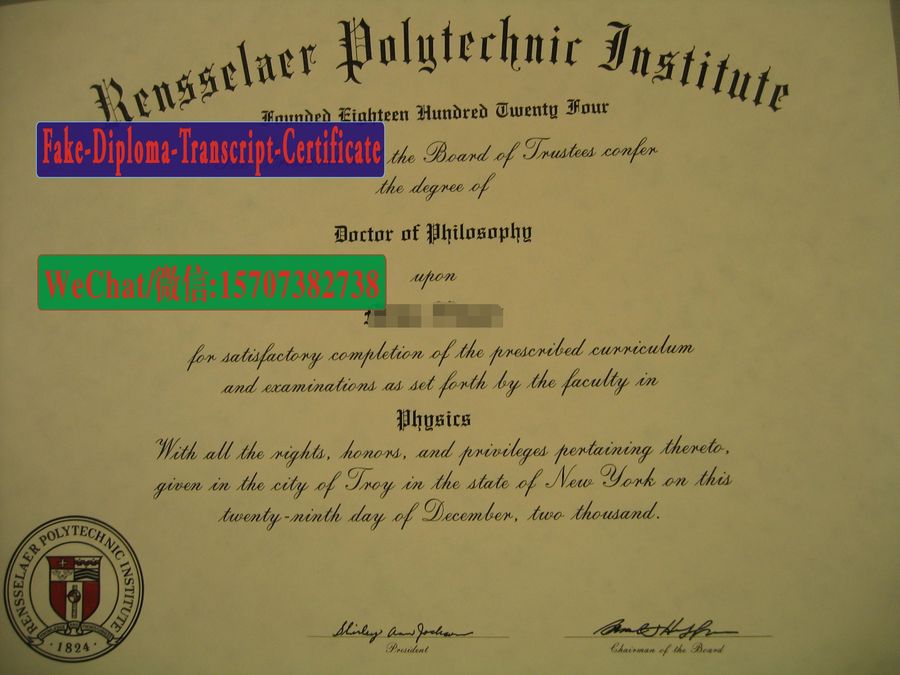 Rensselaer Polytechnic Institute
Founded Eighteen Hundred Twenty Four
Fake-Diploma-Transcript-Certificate
the Board of Trustees confer
the degree of
Doctor of Philosophy
upon
WeChat/微信:15707382738
for satisfactory completion of the prescribed curriculum
and examinations as set forth by the faculty in
Physics
With all the rights, honors, and privileges pertaining thereto,
given in the city of Troy in the state of New York on this
twenty-ninth day of December, two thousand.
RENSSELAER POLYTECHNIC INSTITUTE
· 1824 ·
Shirley Ann Jackson
President
Chairman of the Board